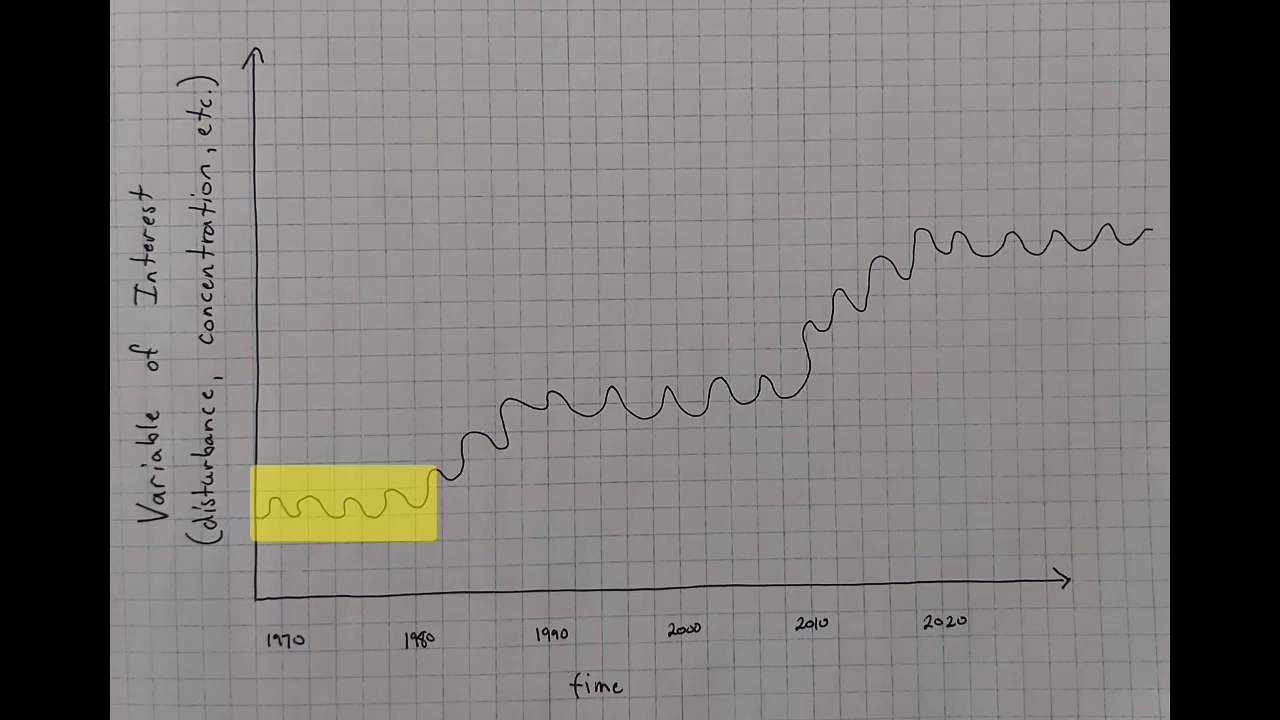 Variable of Interest
(disturbance, concentration, etc.)
1970 1980 1990 2000 2010 2020
time